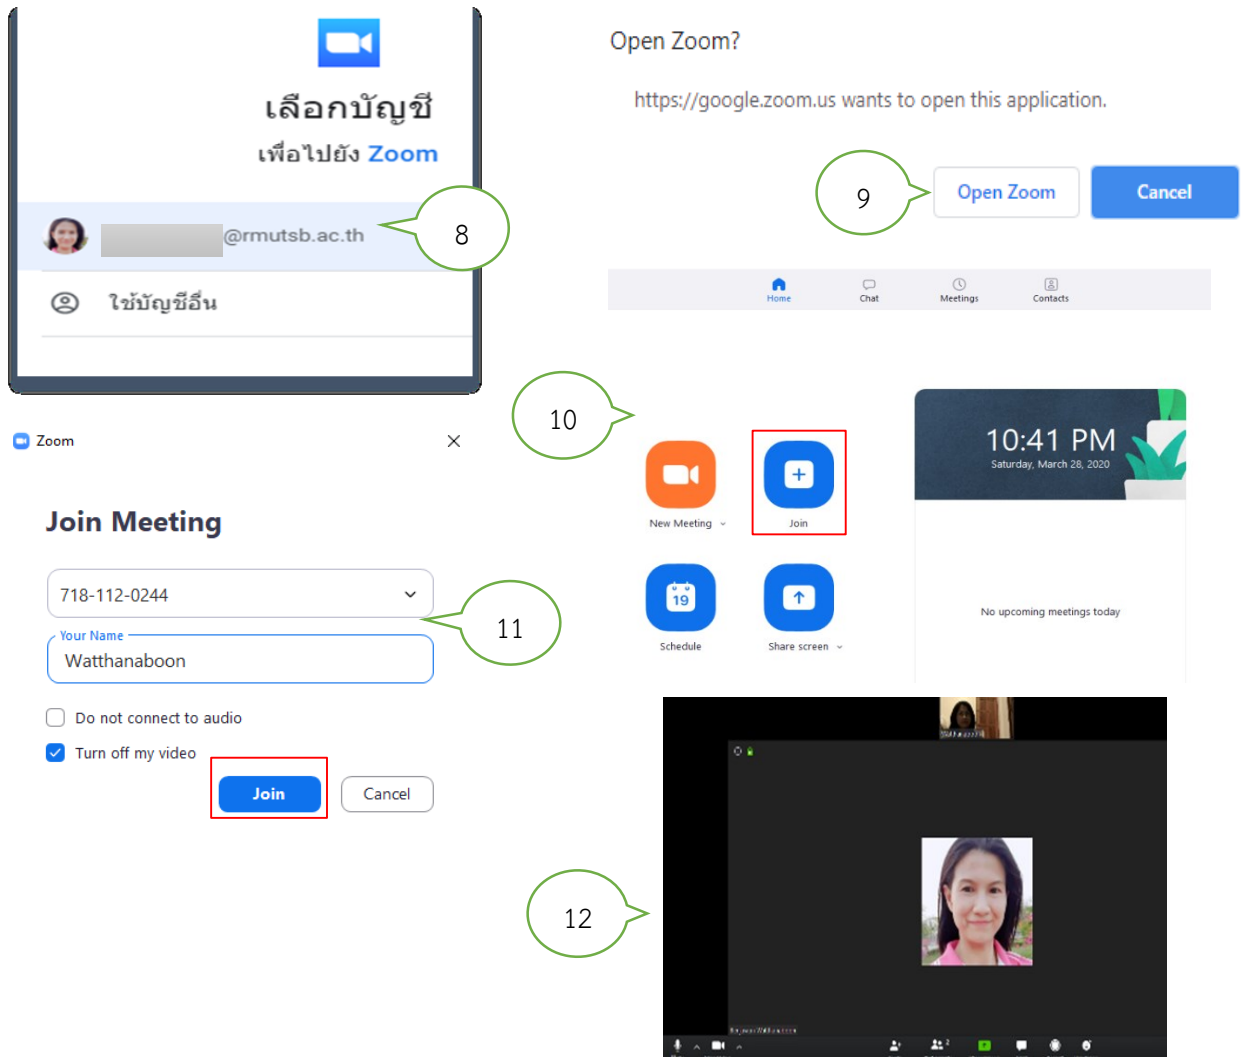 เลือกบัญชี
เพื่อไปยัง Zoom
@rmutsb.ac.th
8
ใช้บัญชีอื่น
Open Zoom?
https://google.zoom.us wants to open this application.
9
Open Zoom
Cancel
Home
Chat
Meetings
Contacts
10
New Meeting
Join
19
Schedule
Share screen
10:41 PM
Saturday, March 28, 2020
No upcoming meetings today
Zoom
Join Meeting
718-112-0244
Your Name
Watthanaboon
11
Do not connect to audio
Turn off my video
Join
Cancel
12
2